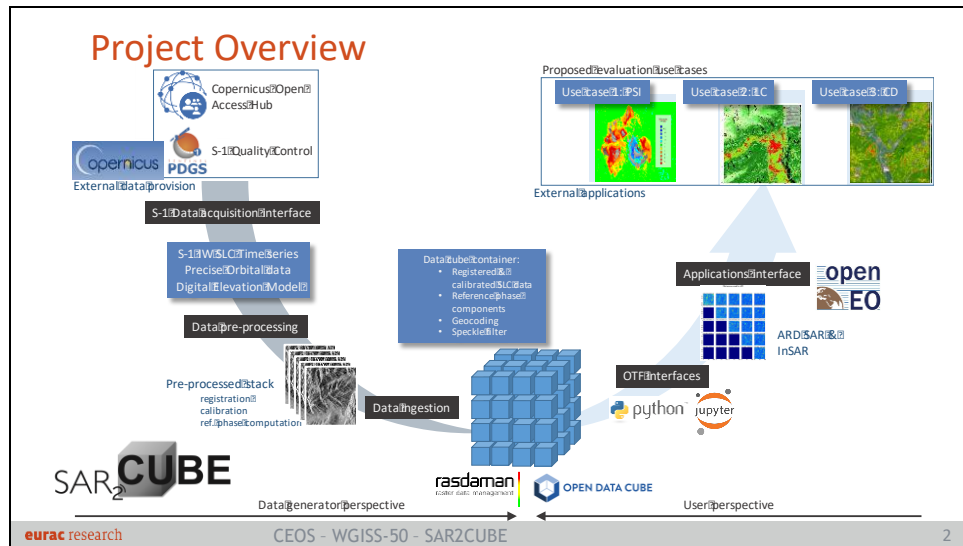 Project Overview
Copernicus Open
Access Hub
S-1 Quality Control
opernicus
PDGS
External data provision
S-1 Data acquisition interface
S-1 IW SLC Time series
Precise Orbital data
Digital Elevation Model
Data pre-processing
Pre-processed stack
registration
calibration
ref. phase computation
Data ingestion
SAR2CUBE
Data cube container:
• Registered &
calibrated SLC data
• Reference phase
components
• Geocoding
• Speckle filter
rasdaman
raster data management
OPEN DATA CUBE
Proposed evaluation use cases
Use case 1: PSI
Use case 2: LC
Use case 3: CD
External applications
Applications interface
open
EO
ARD SAR &
InSAR
OTF interfaces
python
jupyter
Data generator perspective
User perspective
eurac research
CEOS - WGISS-50 - SAR2CUBE
2